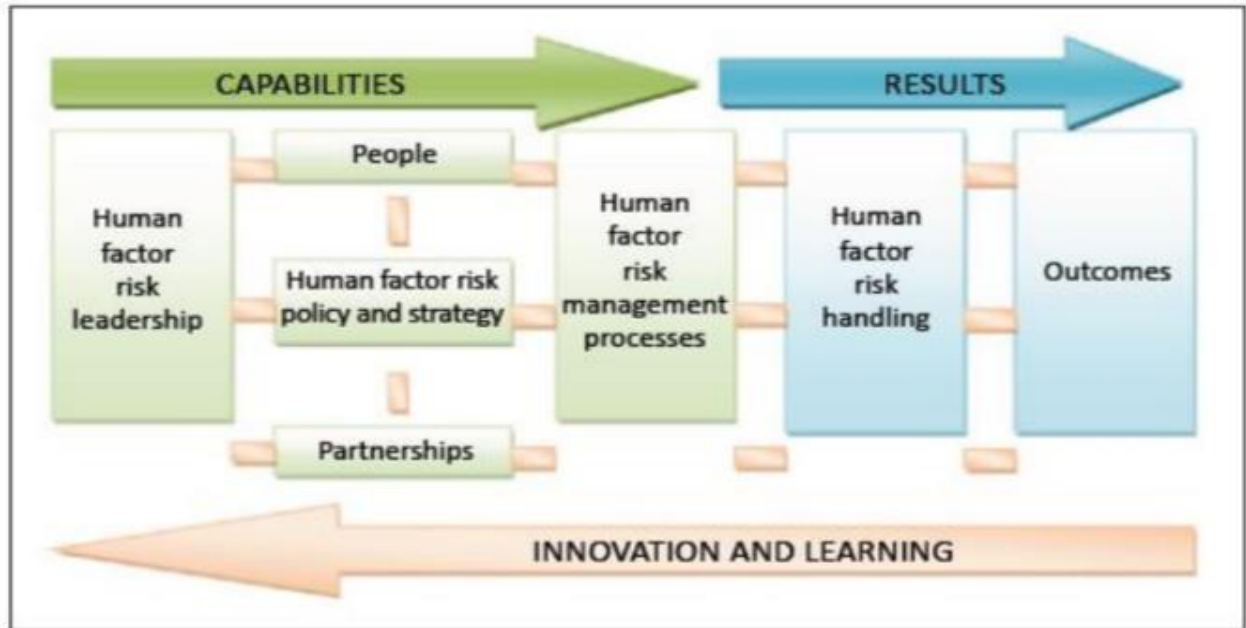 CAPABILITIES
RESULTS
Human
factor
risk
leadership
People
Human factor risk
policy and strategy
Partnerships
Human
factor
risk
management
processes
Human
factor
risk
handling
Outcomes
INNOVATION AND LEARNING